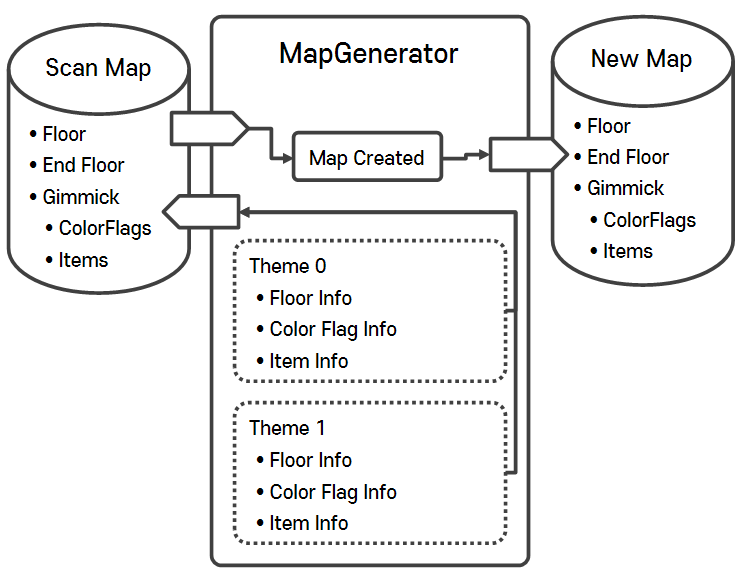 Scan Map
• Floor
• End Floor
• Gimmick
• ColorFlags
• Items
MapGenerator
Map Created
Theme 0
• Floor Info
• Color Flag Info
• Item Info
Theme 1
• Floor Info
• Color Flag Info
• Item Info
New Map
• Floor
• End Floor
• Gimmick
• ColorFlags
• Items